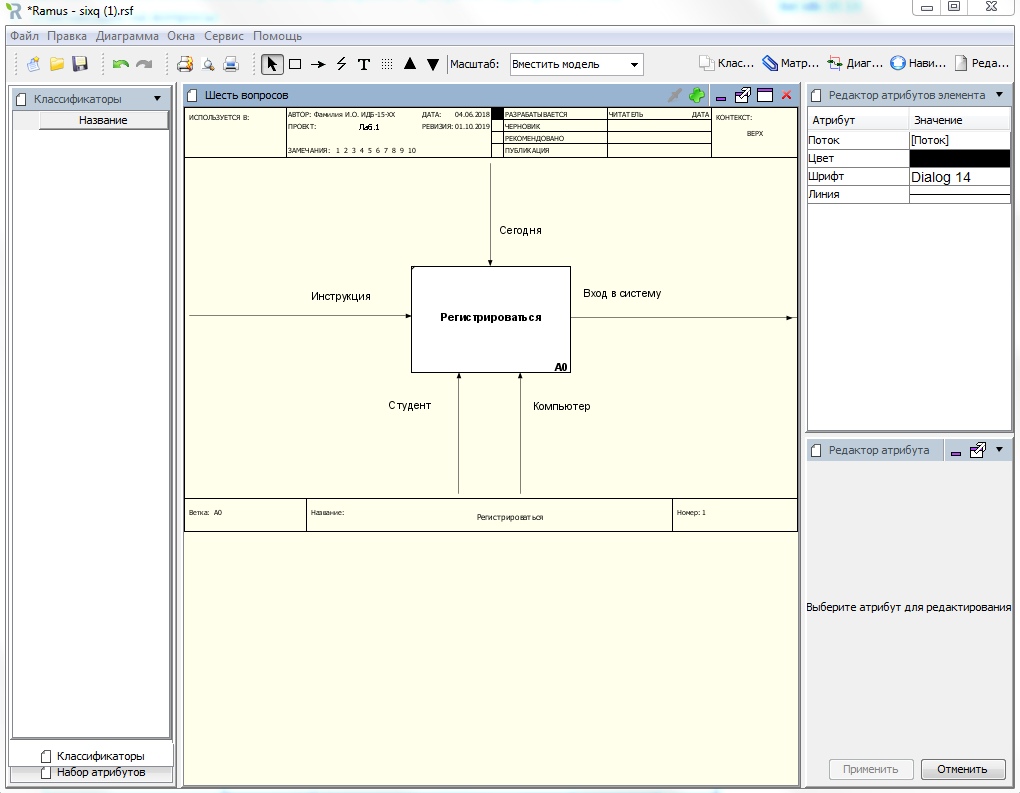 *Ramus - sixq (1).rsf
Файл Правка Диаграмма Окна Сервис Помощь
Масштаб: Вместить модель Клас... Матр... Диаг... Нави... Реда...
Классификаторы
Название
Шесть вопросов
ИСПОЛЬЗУЕТСЯ В:
АВТОР: Фамилия И.О. ИДБ-15-ХХ
ДАТА: 04.06.2018
ПРОЕКТ: Лаб.1
РЕВИЗИЯ: 01.10.2019
ЗАМЕЧАНИЯ: 1 2 3 4 5 6 7 8 9 10
РАЗРАБАТЫВАЕТСЯ
ЧЕРНОВИК
РЕКОМЕНДОВАНО
ПУБЛИКАЦИЯ
ЧИТАТЕЛЬ ДАТА
КОНТЕКСТ:
ВЕРХ
Сегодня
Инструкция
Вход в систему
Регистрироваться
A0
Студент
Компьютер
Ветка: A0
Название:
Регистрироваться
Номер: 1
Редактор атрибутов элемента
Атрибут Значение
Поток [Поток]
Цвет
Шрифт Dialog 14
Линия
Редактор атрибута
Выберите атрибут для редактирования
Классификаторы
Набор атрибутов
Применить Отменить